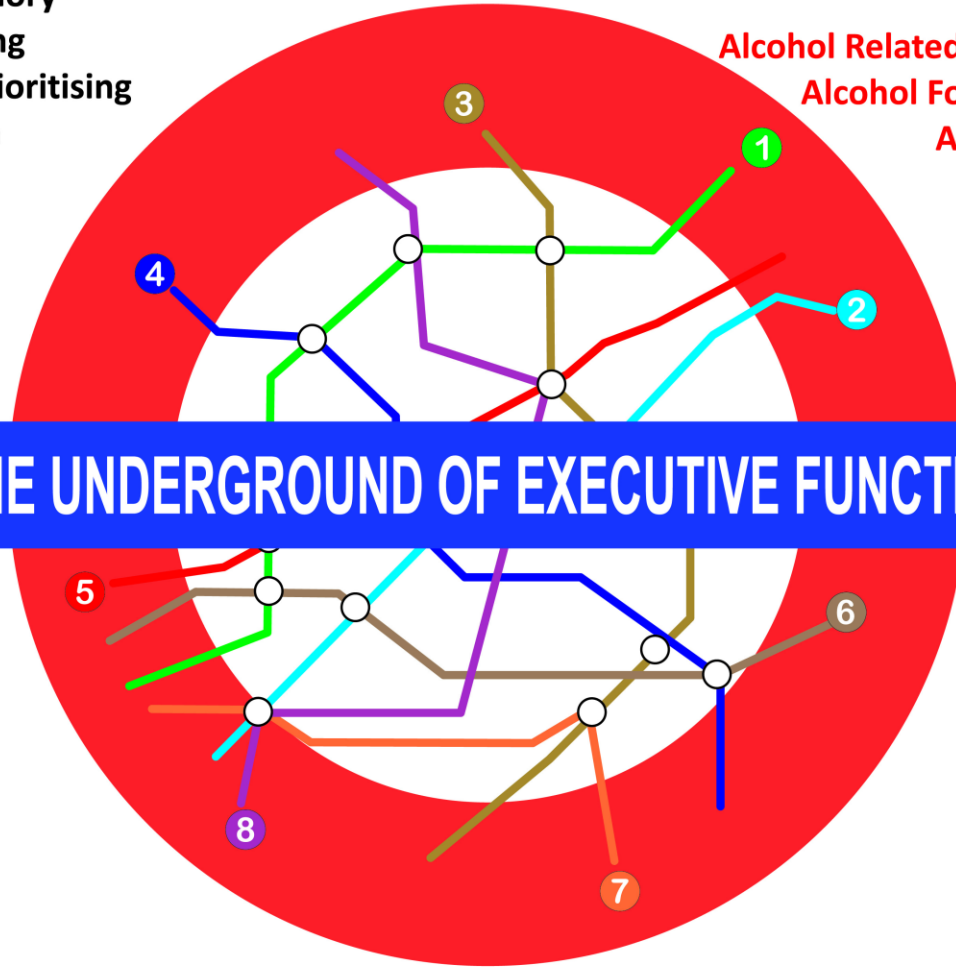 ory
ng
ioritising
Alcohol Related
Alcohol Fo
A
3
1
4
2
HE UNDERGROUND OF EXECUTIVE FUNCTI
5
6
8
7